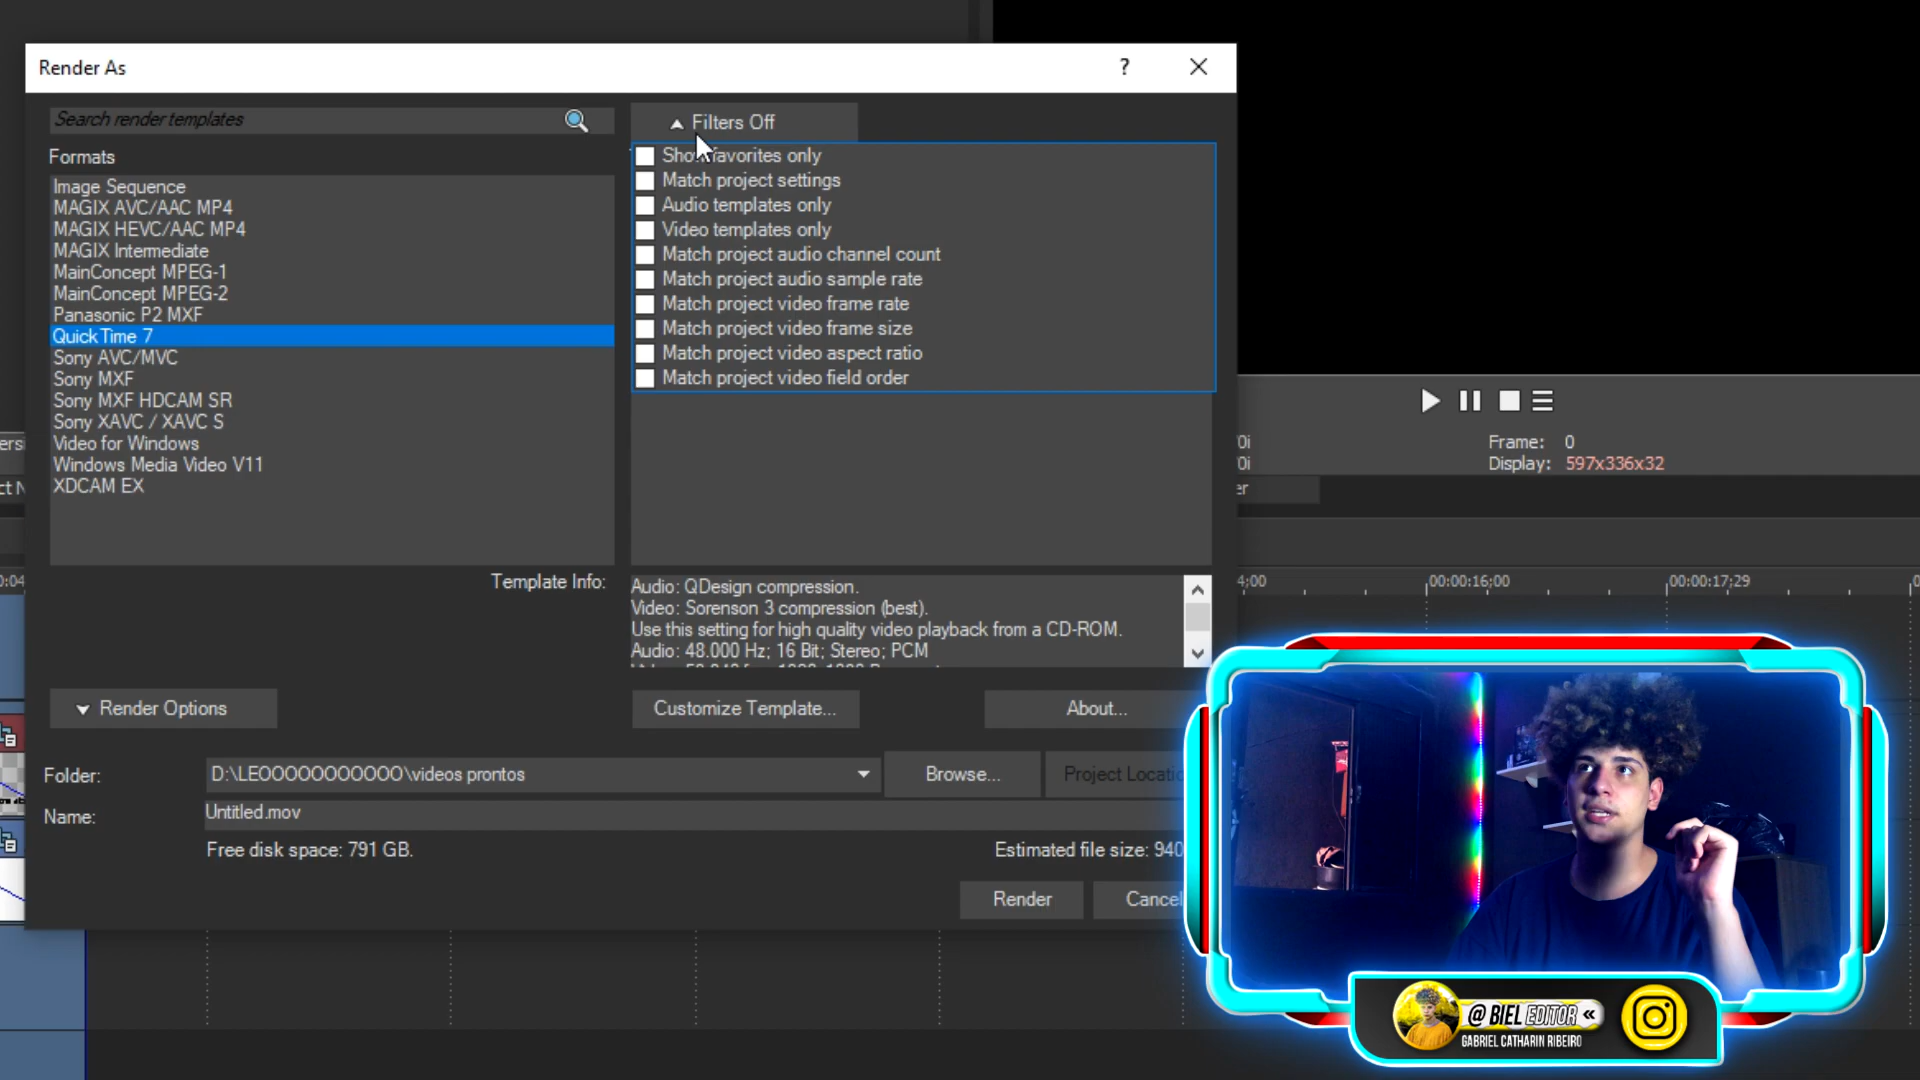 Render As
?
Search render templates
Filters Off
Formats
Image Sequence
MAGIX AVC/AAC MP4
MAGIX HEVC/AAC MP4
MAGIX Intermediate
MainConcept MPEG-1
MainConcept MPEG-2
Panasonic P2 MXF
QuickTime 7
Sony AVC/MVC
Sony MXF
Sony MXF HDCAM SR
Sony XAVC / XAVC S
Video for Windows
Windows Media Video V11
XDCAM EX
Show favorites only
Match project settings
Audio templates only
Video templates only
Match project audio channel count
Match project audio sample rate
Match project video frame rate
Match project video frame size
Match project video aspect ratio
Match project video field order
Frame: 0
Display: 597x336x32
Template Info:
Audio: QDesign compression.
Video: Sorenson 3 compression (best).
Use this setting for high quality video playback from a CD-ROM.
Audio: 48.000 Hz; 16 Bit; Stereo; PCM
4;00
00:00:16;00
00:00:17;29
Render Options
Customize Template...
About...
Folder:
D:\LEOOOOOOOOOOO\videos prontos
Browse...
Project Locatio
Name:
Untitled.mov
Free disk space: 791 GB.
Estimated file size: 940
Render
Cancel
@ BIEL EDITOR «
GABRIEL CATHARIN RIBEIRO